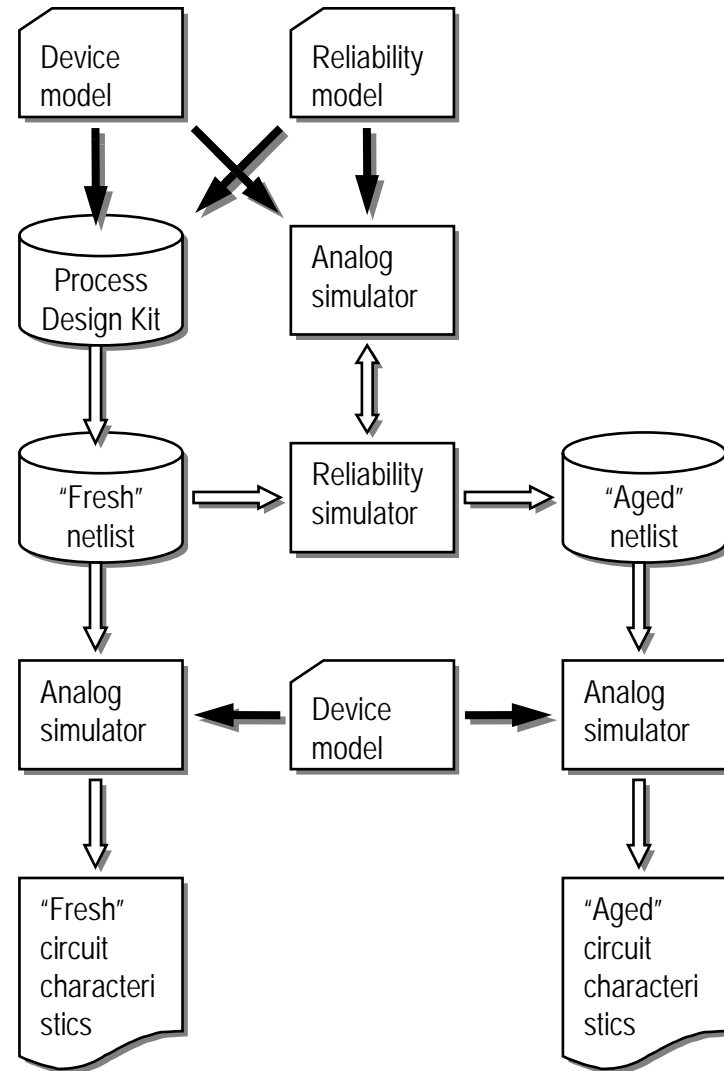 Device
model
Reliability
model
Process
Design Kit
Analog
simulator
“Fresh”
netlist
Reliability
simulator
“Aged”
netlist
Analog
simulator
Device
model
Analog
simulator
“Fresh”
circuit
characteri
stics
“Aged”
circuit
characteri
stics